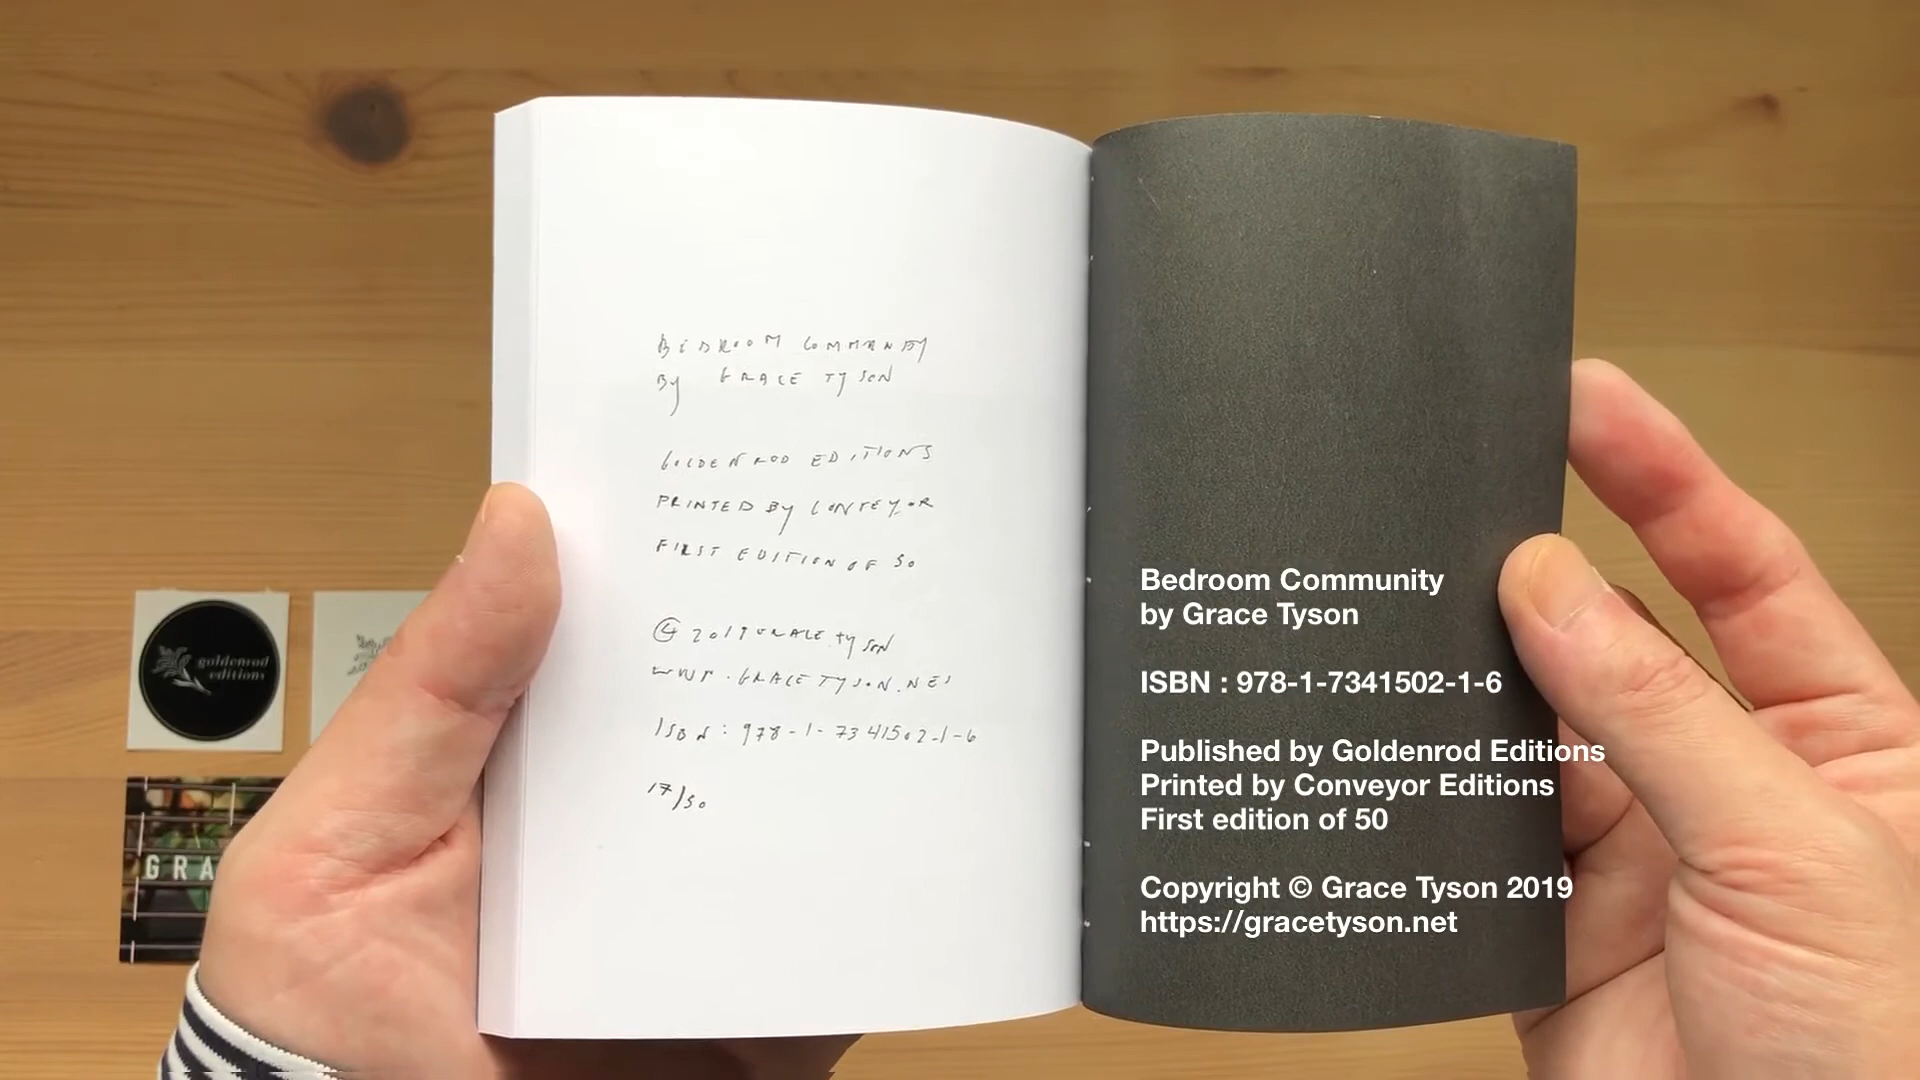 BEDROOM COMMUNITY
BY GRACE TYSON
GOLDENROD EDITIONS
PRINTED BY CONVEYOR
FIRST EDITION OF 50
© 2019 GRACE TYSON
WWW.GRACETYSON.NET
ISBN: 978-1-7341502-1-6
17/50
Bedroom Community
by Grace Tyson
ISBN : 978-1-7341502-1-6
Published by Goldenrod Editions
Printed by Conveyor Editions
First edition of 50
Copyright © Grace Tyson 2019
https://gracetyson.net
goldenrod
editions
GRA